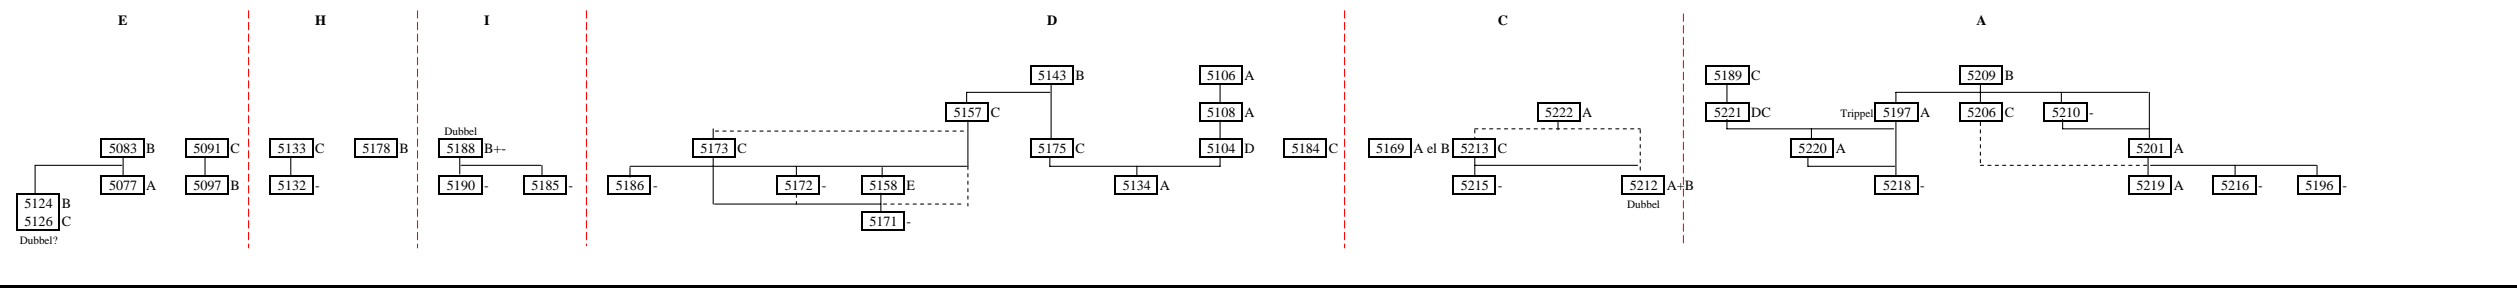 E H I D C A
5143 B 5106 A 5189 C 5209 B
5157 C 5108 A 5222 A 5221 DC Trippel 5197 A 5206 C 5210 -
Dubbel
5083 B 5091 C 5133 C 5178 B 5188 B+- 5173 C 5175 C 5104 D 5184 C 5169 A el B 5213 C 5220 A 5201 A
5077 A 5097 B 5132 - 5190 - 5185 - 5186 - 5172 - 5158 E 5134 A 5215 - 5212 A+B 5218 - 5219 A 5216 - 5196 -
5124 B Dubbel
5126 C 5171 -
Dubbel?